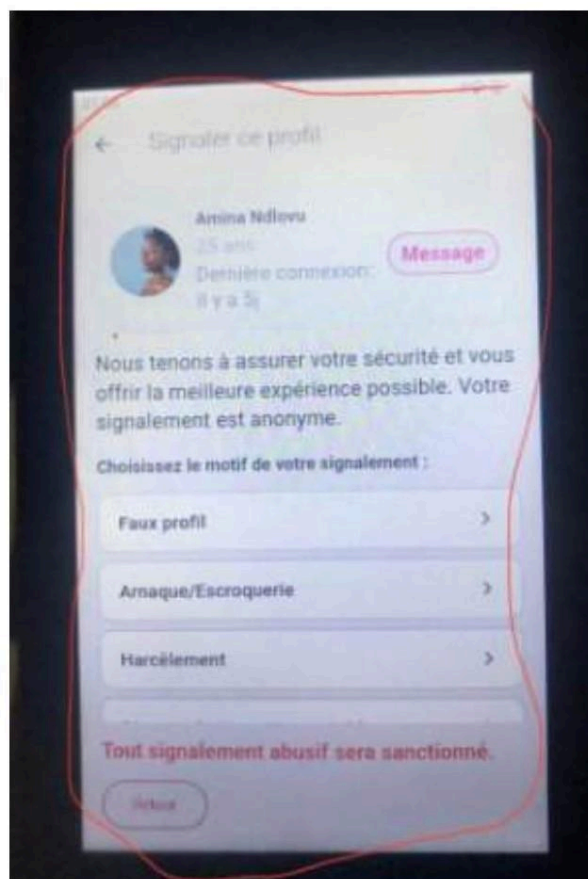 Signaler ce profil
Amina Ndlovu
25 ans
Message
Dernière connexion:
Il y a 5j
Nous tenons à assurer votre sécurité et vous
offrir la meilleure expérience possible. Votre
signalement est anonyme.
Choisissez le motif de votre signalement :
Faux profil
Arnaque/Escroquerie
Harcèlement
Tout signalement abusif sera sanctionné.
Retour